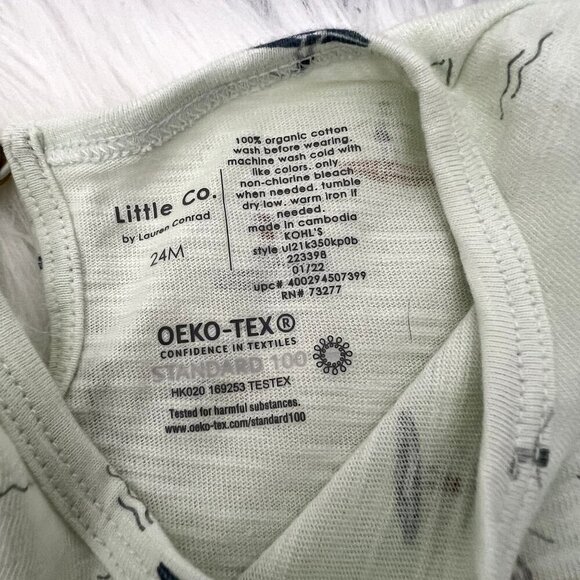 Little Co.
by Lauren Conrad
24M
100% organic cotton
wash before wearing.
machine wash cold with
like colors. only
non-chlorine bleach
when needed. tumble
dry low. warm iron if
needed.
made in cambodia
KOHL'S
style ul21k350kp0b
223398
01/22
upc# 400294507399
RN# 73277
OEKO-TEX®
CONFIDENCE IN TEXTILES
STANDARD 100
HK020 169253 TESTEX
Tested for harmful substances.
www.oeko-tex.com/standard100